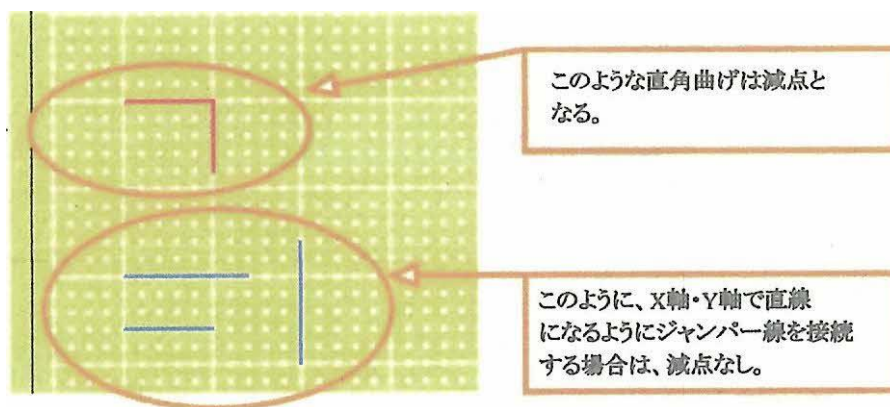 このような直角曲げは減点と
なる。
このように、X軸・Y軸で直線
になるようにジャンパー線を接続
する場合は、減点なし。